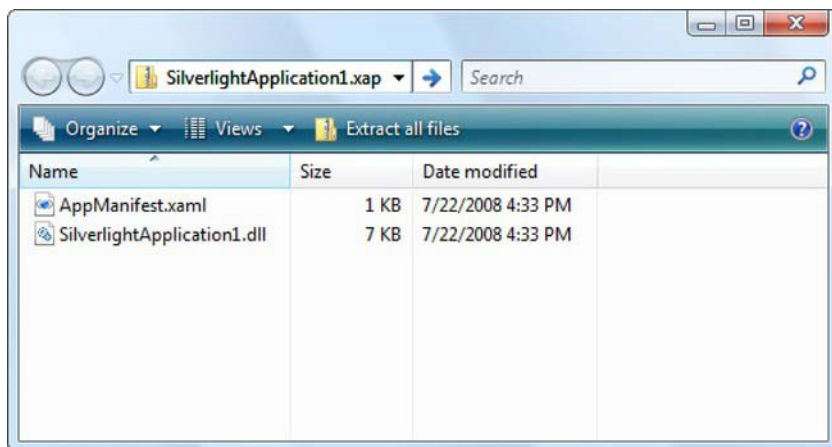 SilverlightApplication1.xap
Search
Organize Views Extract all files
Name Size Date modified
AppManifest.xaml 1 KB 7/22/2008 4:33 PM
SilverlightApplication1.dll 7 KB 7/22/2008 4:33 PM